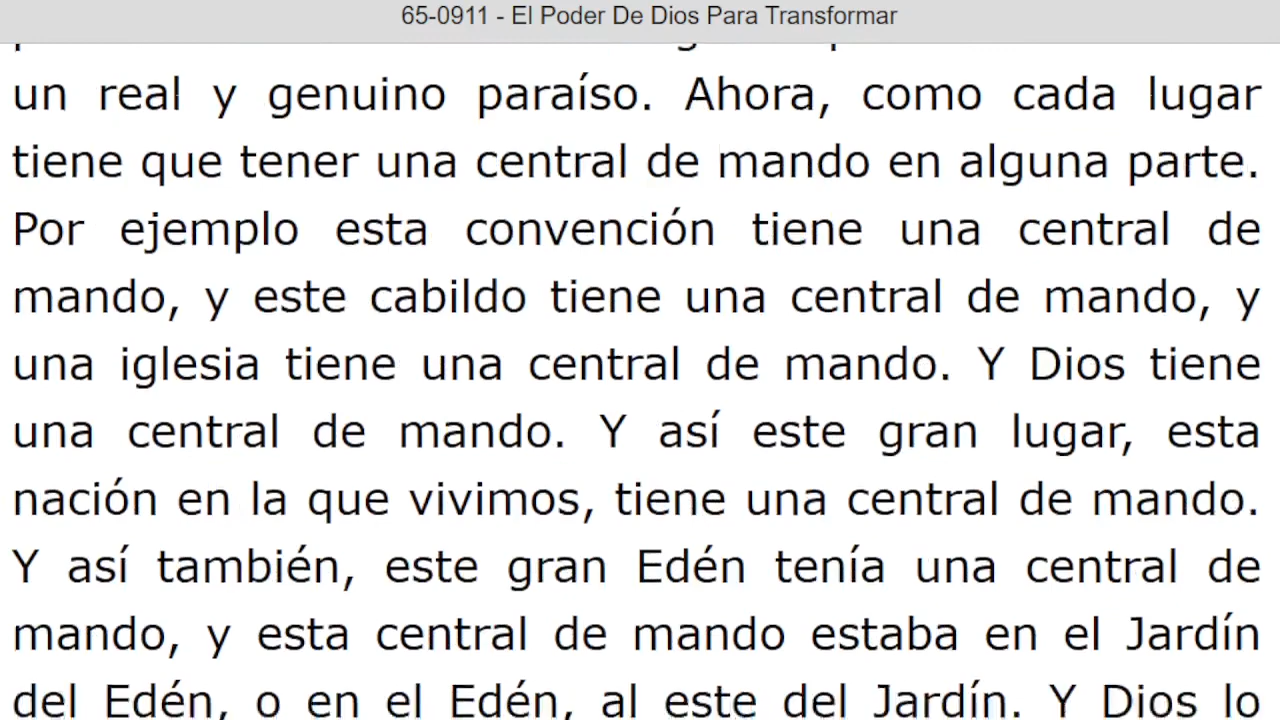 65-0911 - El Poder De Dios Para Transformar
un real y genuino paraíso. Ahora, como cada lugar
tiene que tener una central de mando en alguna parte.
Por ejemplo esta convención tiene una central de
mando, y este cabildo tiene una central de mando, y
una iglesia tiene una central de mando. Y Dios tiene
una central de mando. Y así este gran lugar, esta
nación en la que vivimos, tiene una central de mando.
Y así también, este gran Edén tenía una central de
mando, y esta central de mando estaba en el Jardín
del Edén, o en el Edén, al este del Jardín. Y Dios lo